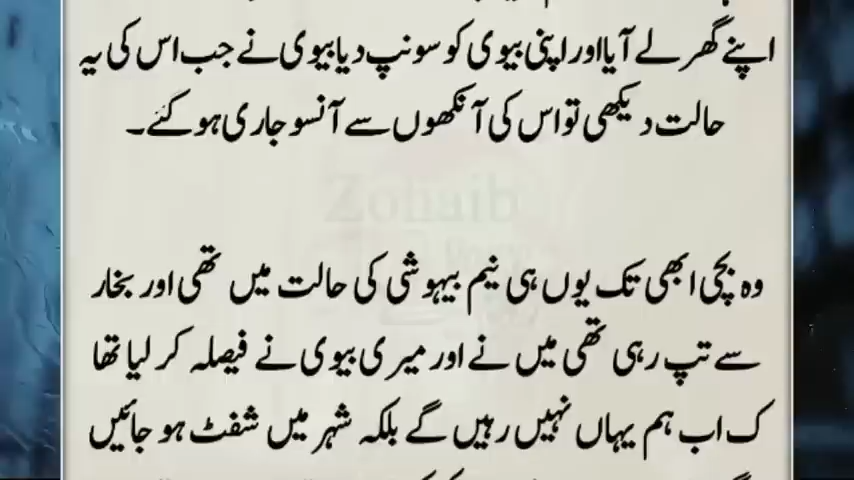 اپنے گھر لے آیا اور اپنی بیوی کو سونپ دیا بیوی نے جب اس کی یہ
حالت دیکھی تو اس کی آنکھوں سے آنسو جاری ہو گئے۔
Zohaib
وہ بچی ابھی تک یوں ہی نیم بیہوشی کی حالت میں تھی اور بخار
سے تپ رہی تھی میں نے اور میری بیوی نے فیصلہ کر لیا تھا
ک اب ہم یہاں نہیں رہیں گے بلکہ شہر میں شفٹ ہو جائیں